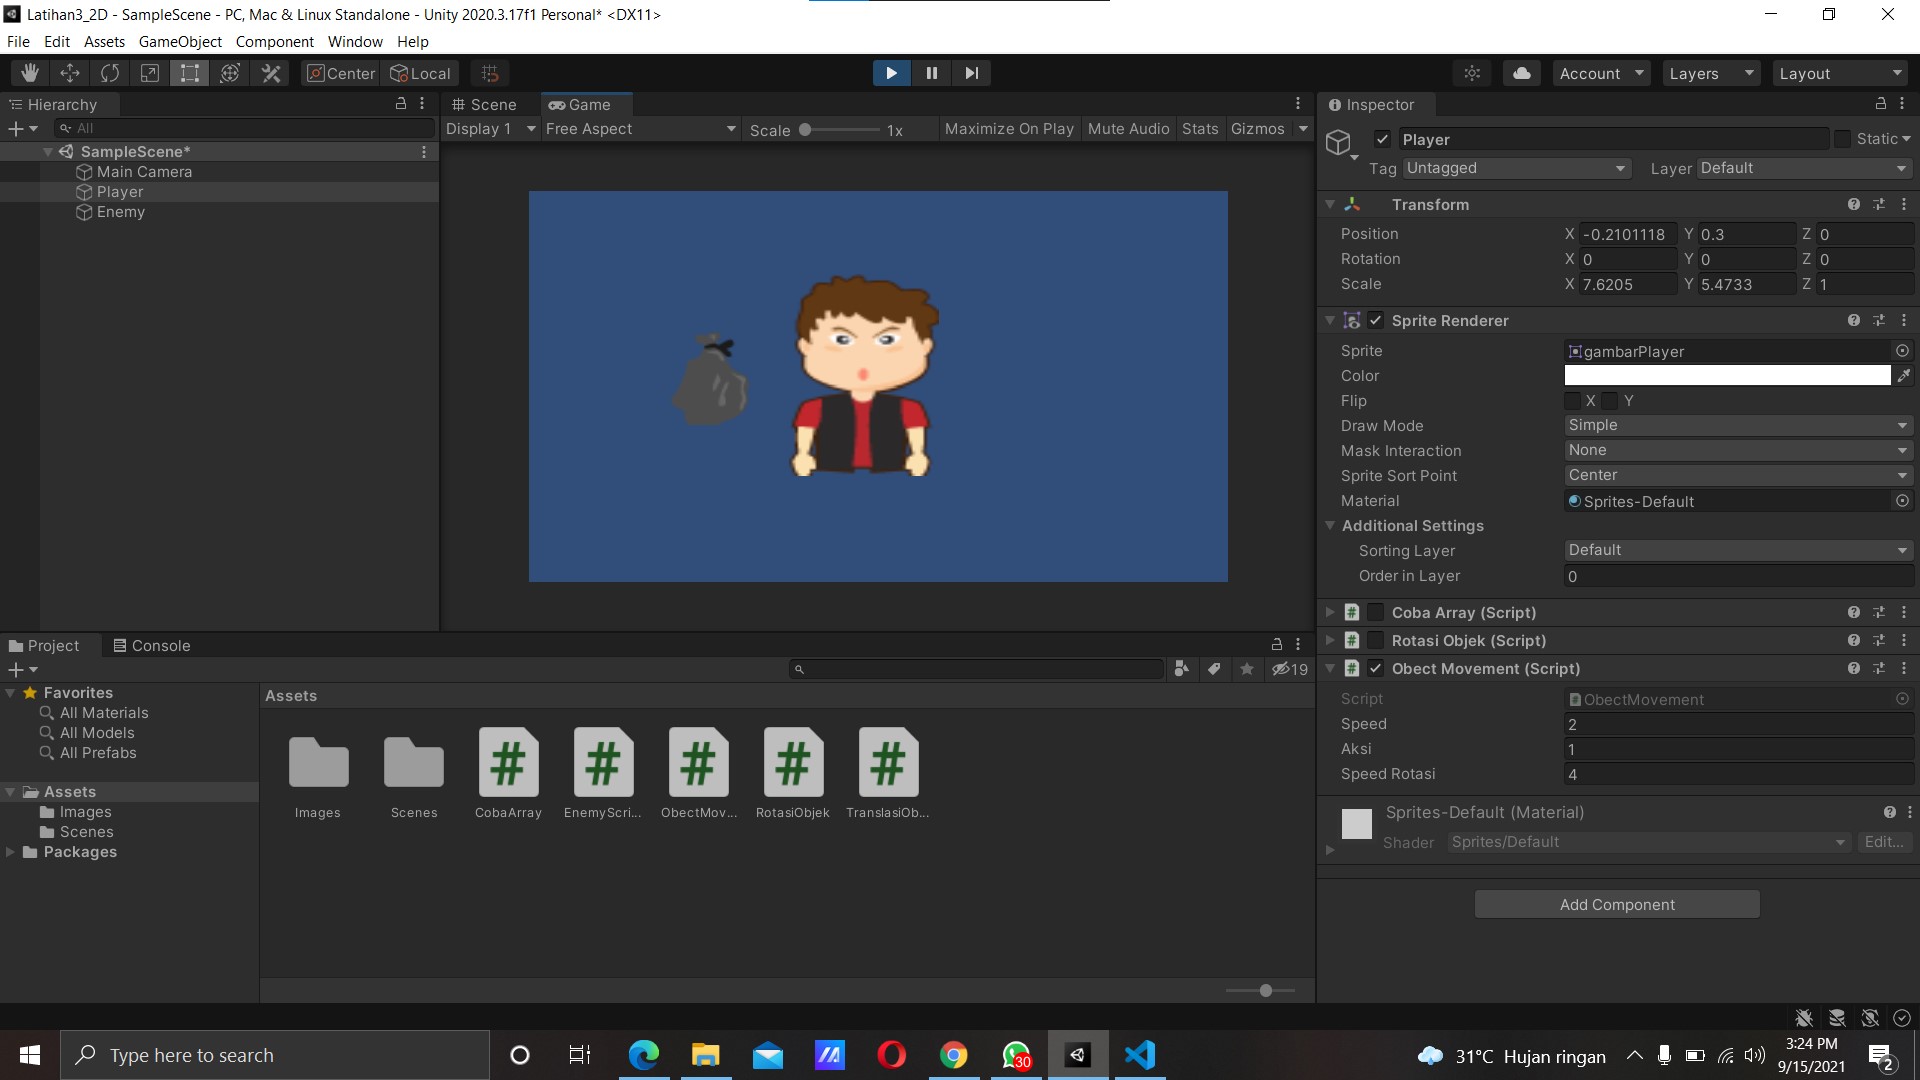 Latihan3_2D - SampleScene - PC, Mac & Linux Standalone - Unity 2020.3.17f1 Personal* <DX11>
File Edit Assets GameObject Component Window Help
Center Local Account Layers Layout
Hierarchy
All
SampleScene*
Main Camera
Player
Enemy
Scene Game
Display 1 Free Aspect Scale 1x Maximize On Play Mute Audio Stats Gizmos
Inspector
Player Static
Tag Untagged Layer Default
Transform
Position X -0.2101118 Y 0.3 Z 0
Rotation X 0 Y 0 Z 0
Scale X 7.6205 Y 5.4733 Z 1
Sprite Renderer
Sprite gambarPlayer
Color
Flip X Y
Draw Mode Simple
Mask Interaction None
Sprite Sort Point Center
Material Sprites-Default
Additional Settings
Sorting Layer Default
Order in Layer 0
# Coba Array (Script)
# Rotasi Objek (Script)
# Obect Movement (Script)
Script ObectMovement
Speed 2
Aksi 1
Speed Rotasi 4
Sprites-Default (Material)
Shader Sprites/Default Edit...
Add Component
Project Console
19
Favorites
All Materials
All Models
All Prefabs
Assets
Images
Scenes
Packages
Assets
# # # # #
Images Scenes CobaArray EnemyScri... ObectMov... RotasiObjek TranslasiOb...
Type here to search
30
31°C Hujan ringan
3:24 PM
9/15/2021
2